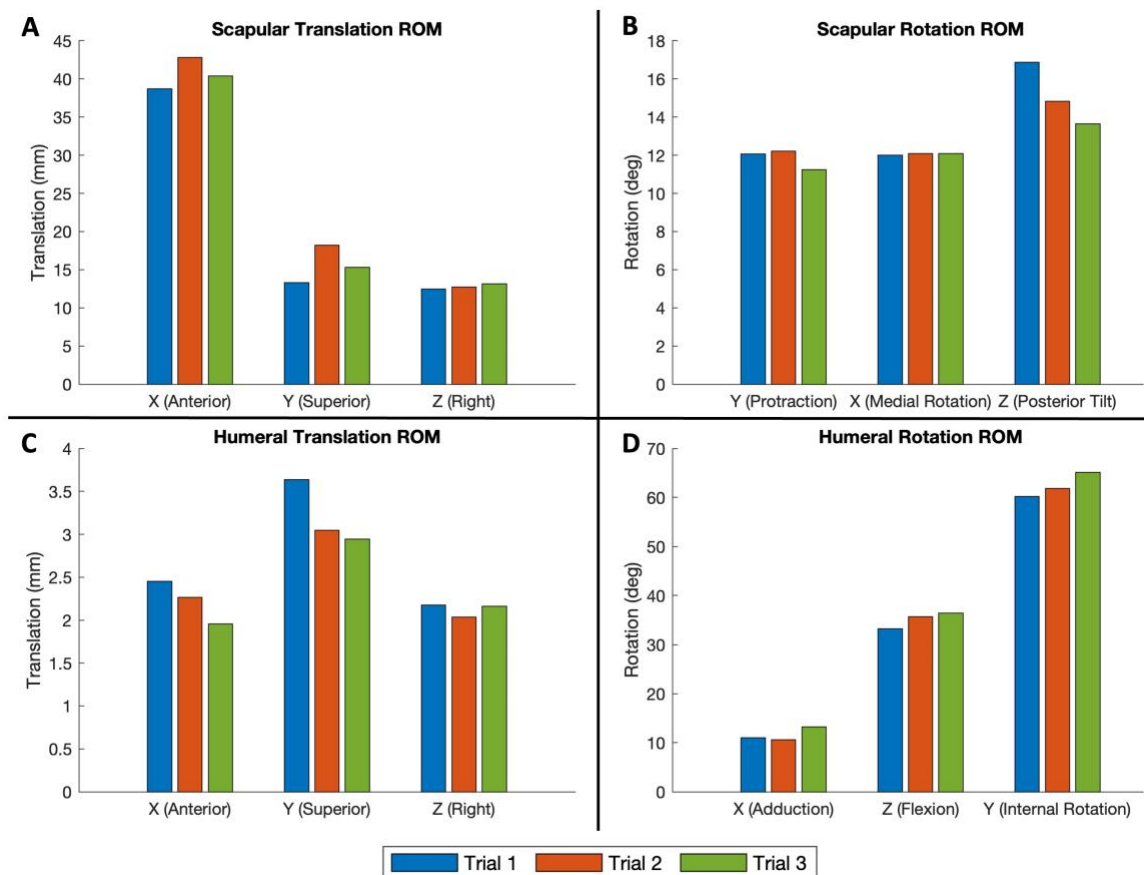 A
Scapular Translation ROM
45
40
35
30
25
20
15
10
5
0
Translation (mm)
X (Anterior)
Y (Superior)
Z (Right)
B
Scapular Rotation ROM
18
16
14
12
10
8
6
4
2
0
Rotation (deg)
Y (Protraction)
X (Medial Rotation)
Z (Posterior Tilt)
C
Humeral Translation ROM
4
3.5
3
2.5
2
1.5
1
0.5
0
Translation (mm)
X (Anterior)
Y (Superior)
Z (Right)
D
Humeral Rotation ROM
70
60
50
40
30
20
10
0
Rotation (deg)
X (Adduction)
Z (Flexion)
Y (Internal Rotation)
Trial 1
Trial 2
Trial 3